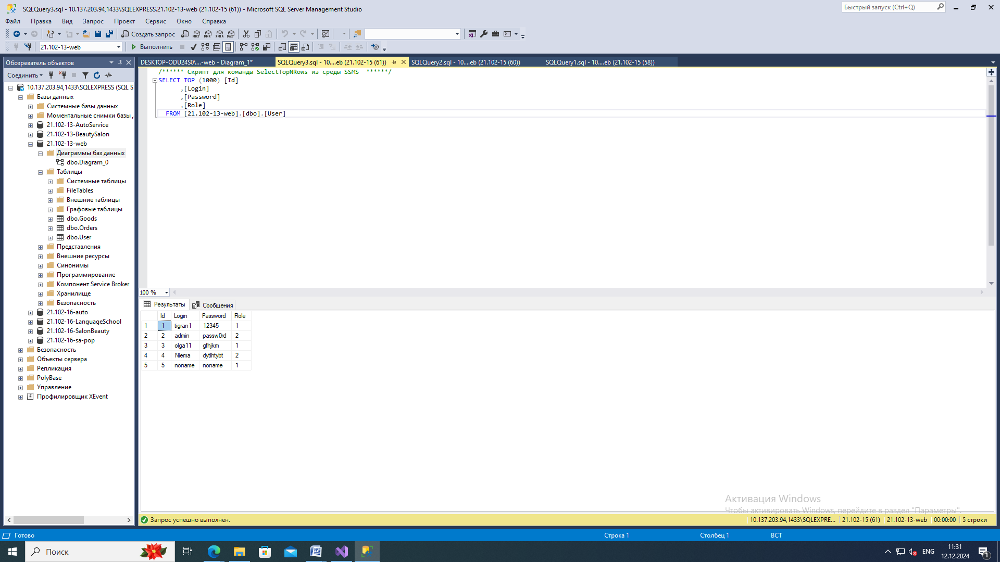 SQLQuery3.sql - 10.137.203.94,1433\SQLEXPRESS.21.102-13-web (21.102-15 (61)) - Microsoft SQL Server Management Studio
Быстрый запуск (Ctrl+Q)
Файл Правка Вид Запрос Проект Сервис Окно Справка
Создать запрос MDX DMX XMLA DAX
21.102-13-web Выполнить
Обозреватель объектов
DESKTOP-ODU24S0\...-web - Diagram_1* SQLQuery3.sql - 10....eb (21.102-15 (61)) SQLQuery2.sql - 10....eb (21.102-15 (60)) SQLQuery1.sql - 10....eb (21.102-15 (58))
Соединить
10.137.203.94,1433\SQLEXPRESS (SQL S
Базы данных
Системные базы данных
Моментальные снимки базы
21.102-13-AutoService
21.102-13-BeautySalon
21.102-13-web
Диаграммы баз данных
dbo.Diagram_0
Таблицы
Системные таблицы
FileTables
Внешние таблицы
Графовые таблицы
dbo.Goods
dbo.Orders
dbo.User
Представления
Внешние ресурсы
Синонимы
Программирование
Компонент Service Broker
Хранилище
Безопасность
21.102-16-auto
21.102-16-LanguageSchool
21.102-16-SalonBeauty
21.102-16-sa-pop
Безопасность
Объекты сервера
Репликация
PolyBase
Управление
Профилировщик XEvent
/****** Скрипт для команды SelectTopNRows из среды SSMS ******/
SELECT TOP (1000) [Id]
,[Login]
,[Password]
,[Role]
FROM [21.102-13-web].[dbo].[User]
100 %
Результаты Сообщения
Id Login Password Role
1 1 tigran1 12345 1
2 2 admin passw0rd 2
3 3 olga11 gfhjkm 1
4 4 Niema dytlhtybt 2
5 5 noname noname 1
Активация Windows
Чтобы активировать Windows, перейдите в раздел "Параметры".
Запрос успешно выполнен. 10.137.203.94,1433\SQLEXPRE... 21.102-15 (61) 21.102-13-web 00:00:00 5 строки
Готово Строка 1 Столбец 1 ВСТ
Поиск
ENG 11:31
12.12.2024
1